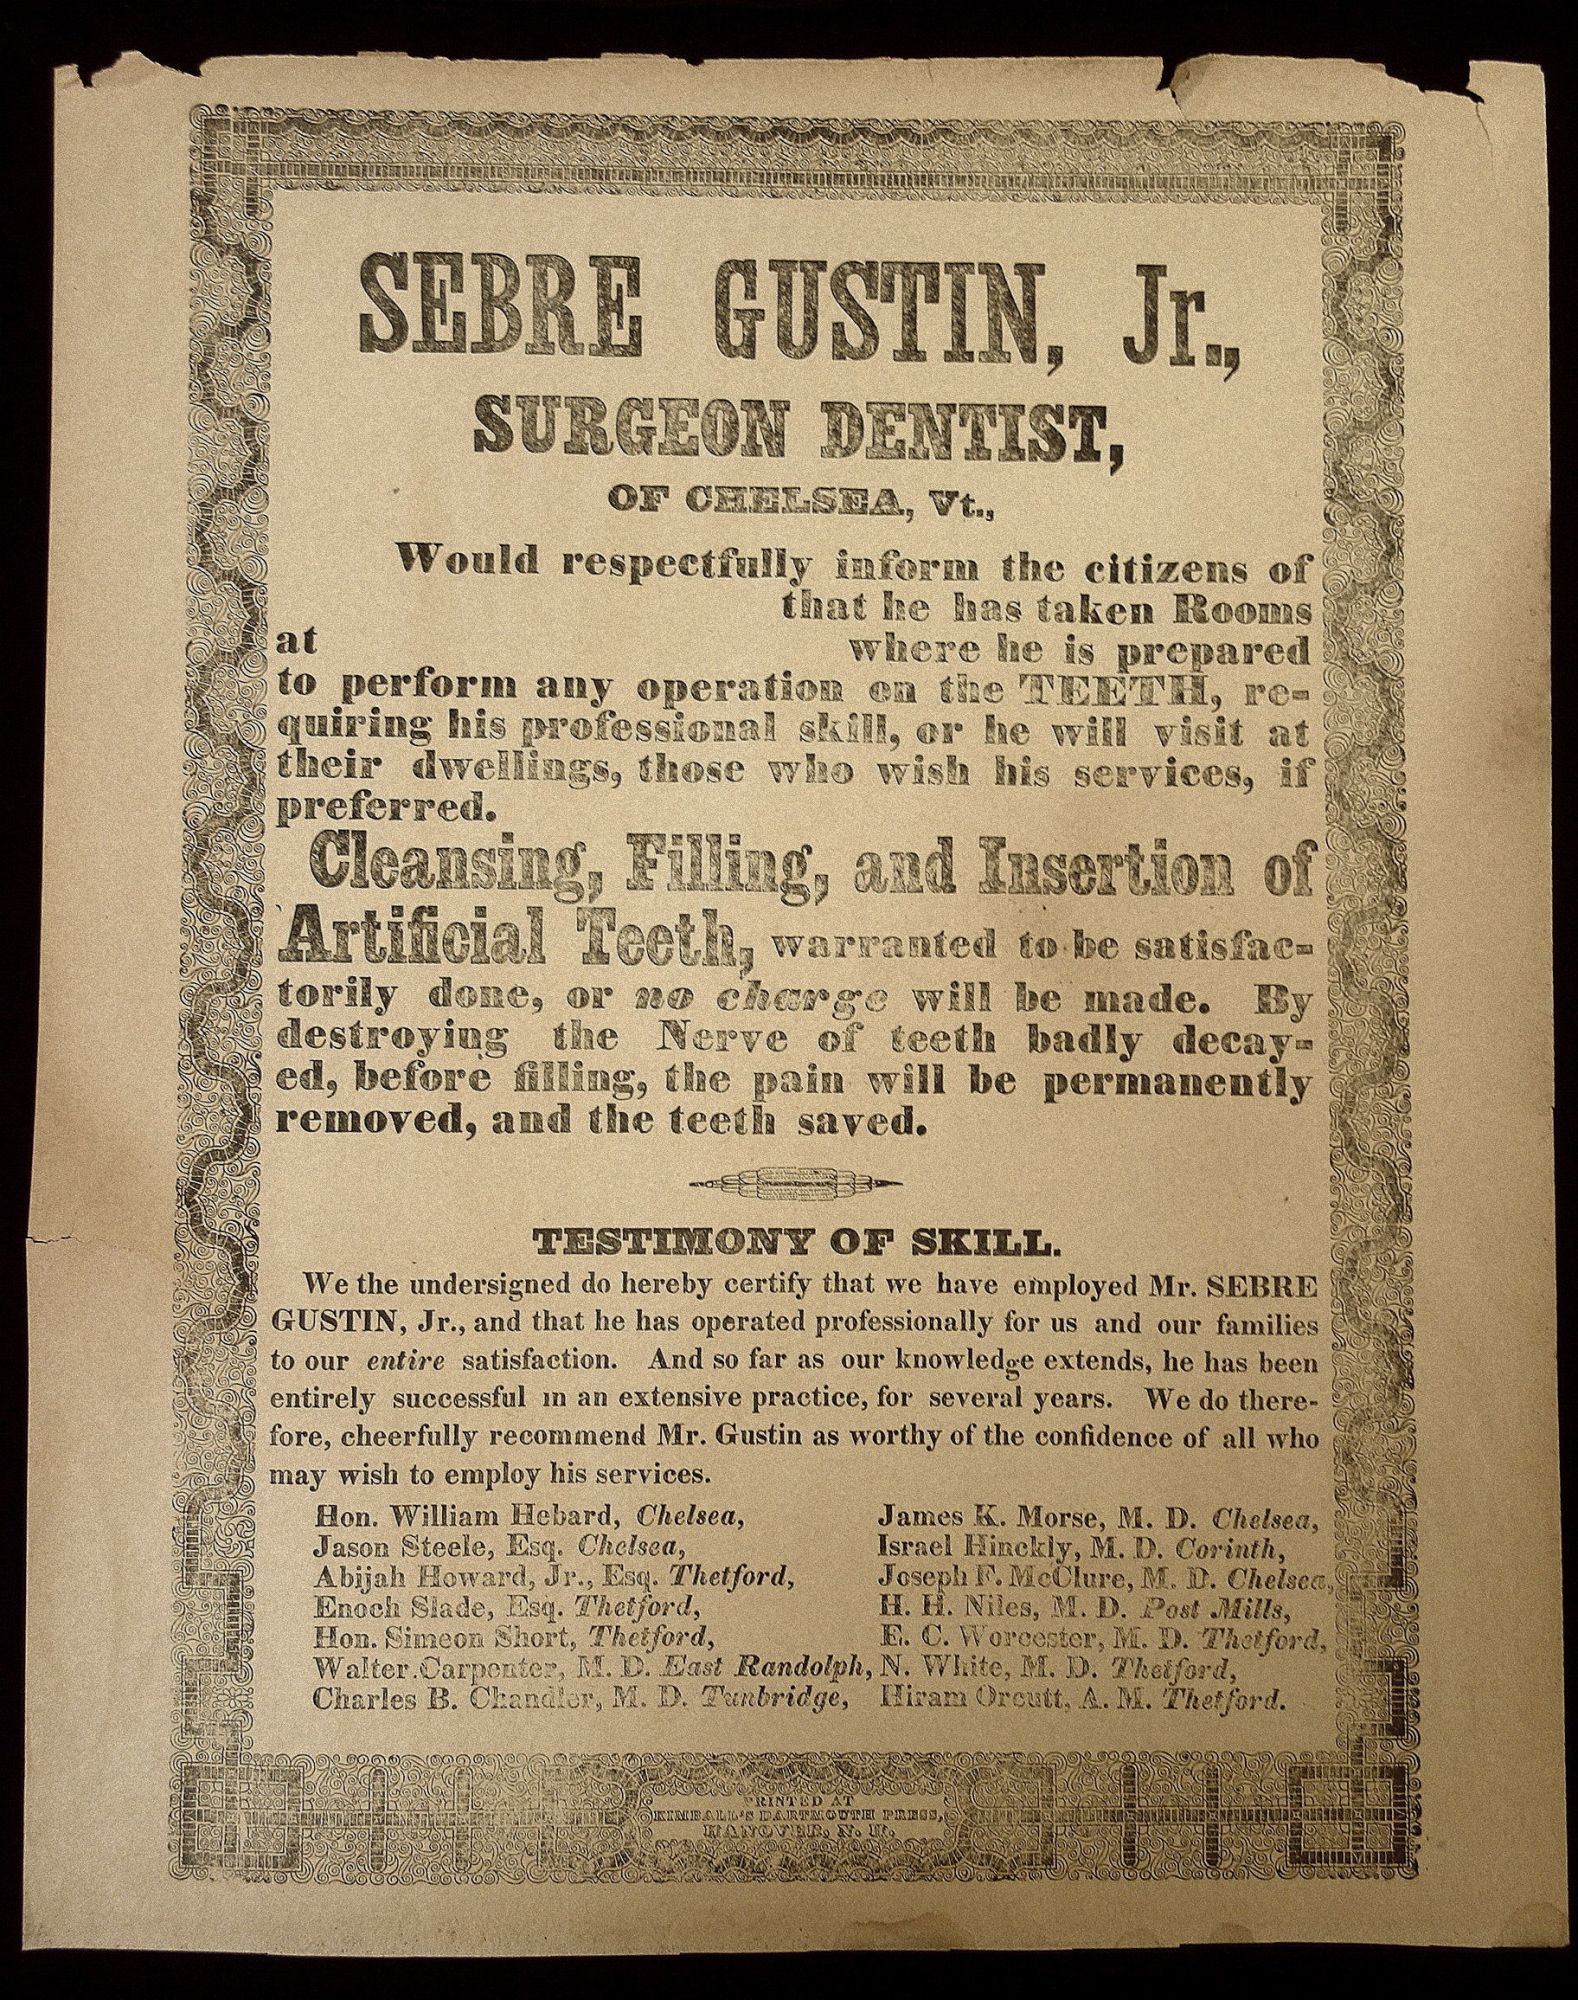 SEBRE GUSTIN, Jr.,
SURGEON DENTIST,
OF CHELSEA, Vt.,
Would respectfully inform the citizens of
that he has taken Rooms
at where he is prepared
to perform any operation on the TEETH, re-
quiring his professional skill, or he will visit at
their dwellings, those who wish his services, if
preferred.
Cleansing, Filling, and Insertion of
Artificial Teeth, warranted to be satisfac-
torily done, or no charge will be made. By
destroying the Nerve of teeth badly decay-
ed, before filling, the pain will be permanently
removed, and the teeth saved.
TESTIMONY OF SKILL.
We the undersigned do hereby certify that we have employed Mr. SEBRE
GUSTIN, Jr., and that he has operated professionally for us and our families
to our entire satisfaction. And so far as our knowledge extends, he has been
entirely successful in an extensive practice, for several years. We do there-
fore, cheerfully recommend Mr. Gustin as worthy of the confidence of all who
may wish to employ his services.
Hon. William Hebard, Chelsea,
Jason Steele, Esq. Chelsea,
Abijah Howard, Jr., Esq. Thetford,
Enoch Slade, Esq. Thetford,
Hon. Simeon Short, Thetford,
Walter Carpenter, M. D. East Randolph,
Charles B. Chandler, M. D. Tunbridge,
James K. Morse, M. D. Chelsea,
Israel Hinckly, M. D. Corinth,
Joseph F. McClure, M. D. Chelsea,
H. H. Niles, M. D. Post Mills,
E. C. Worcester, M. D. Thetford,
N. White, M. D. Thetford,
Hiram Orcutt, A. M. Thetford.
PRINTED AT
KIMBALL'S DARTMOUTH PRESS,
HANOVER, N. H.